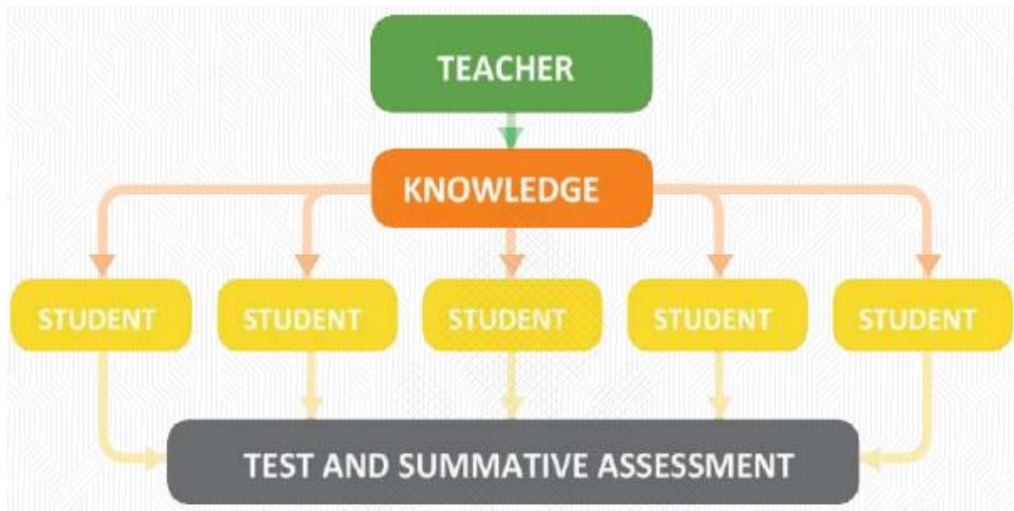 TEACHER
KNOWLEDGE
STUDENT
STUDENT
STUDENT
STUDENT
STUDENT
TEST AND SUMMATIVE ASSESSMENT